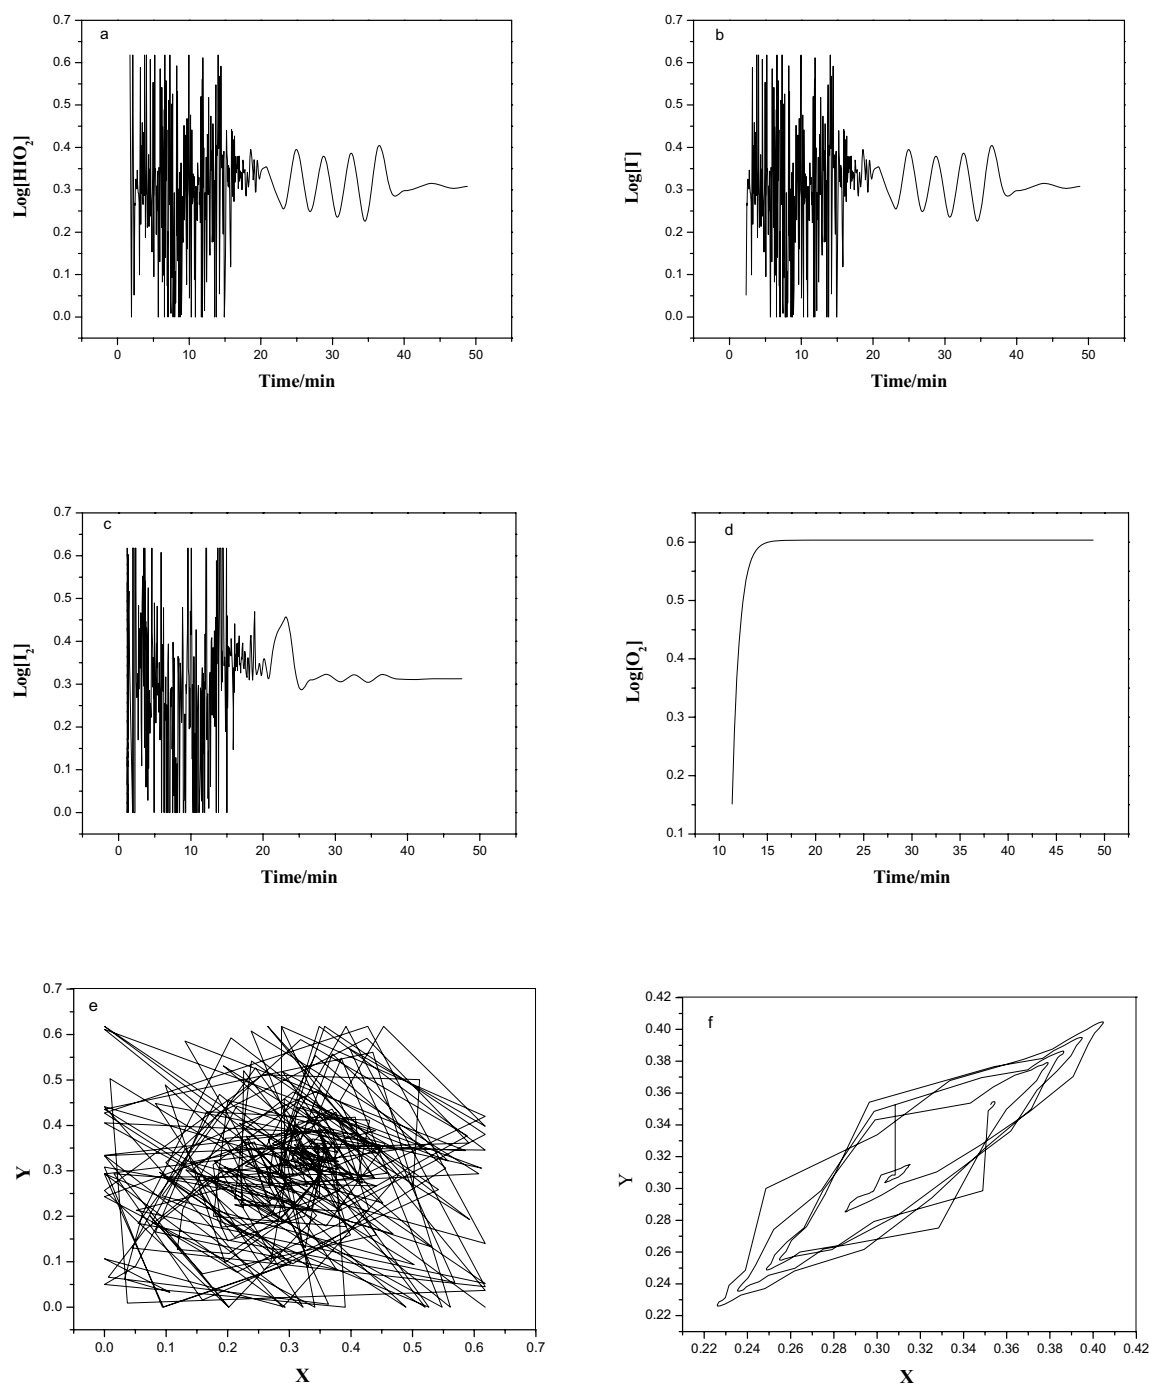 a
0.7
0.6
0.5
0.4
0.3
0.2
0.1
0.0
Log[HIO₂]
0 10 20 30 40 50
Time/min
b
0.7
0.6
0.5
0.4
0.3
0.2
0.1
0.0
Log[I⁻]
0 10 20 30 40 50
Time/min
c
0.7
0.6
0.5
0.4
0.3
0.2
0.1
0.0
Log[I₂]
0 10 20 30 40 50
Time/min
d
0.6
0.5
0.4
0.3
0.2
0.1
Log[O₂]
10 15 20 25 30 35 40 45 50
Time/min
e
0.7
0.6
0.5
0.4
0.3
0.2
0.1
0.0
Y
0.0 0.1 0.2 0.3 0.4 0.5 0.6 0.7
X
f
0.42
0.40
0.38
0.36
0.34
0.32
0.30
0.28
0.26
0.24
0.22
Y
0.22 0.24 0.26 0.28 0.30 0.32 0.34 0.36 0.38 0.40 0.42
X